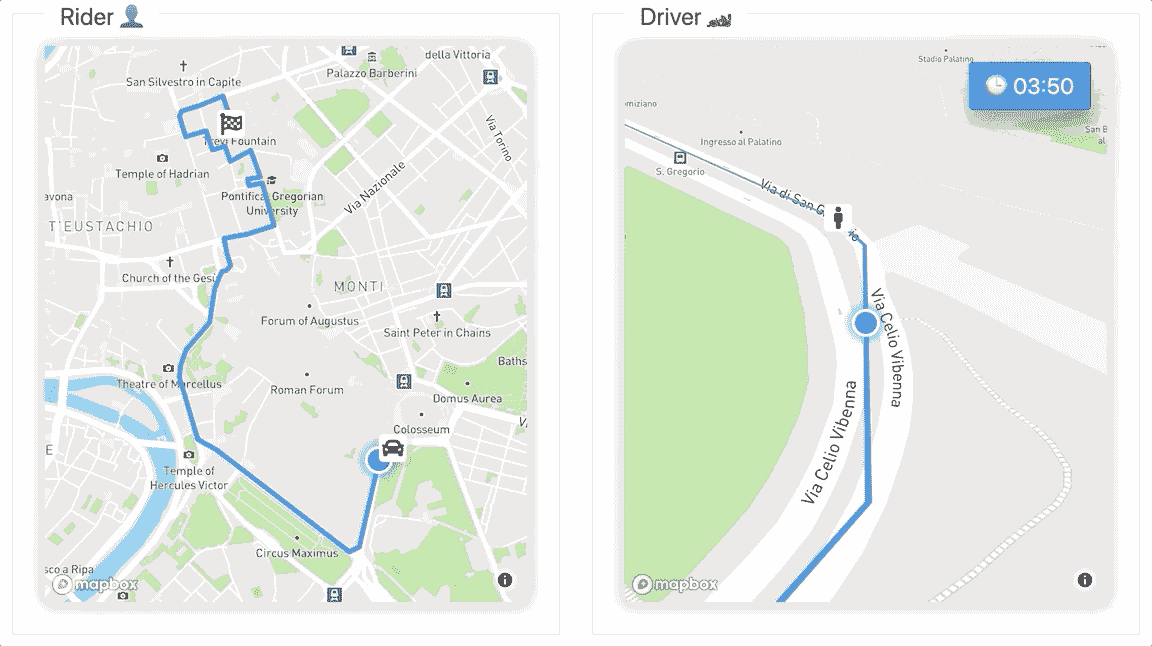 Rider
Driver
della Vittoria
Palazzo Barberini
San Silvestro in Capite
Via Torino
Trevi Fountain
Temple of Hadrian
avona
Pontifical Gregorian
University
Via Nazionale
T'EUSTACHIO
Church of the Gesù
MONTI
Forum of Augustus
Saint Peter in Chains
Baths
Theatre of Marcellus
Roman Forum
Domus Aurea
Colosseum
Temple of
Hercules Victor
Circus Maximus
sco a Ripa
mapbox
Stadio Palatino
03:50
omiziano
Ingresso al Palatino
San B
al
S. Gregorio
Via di San G
io
Via Celio Vibenna
Via Celio Vibenna
mapbox